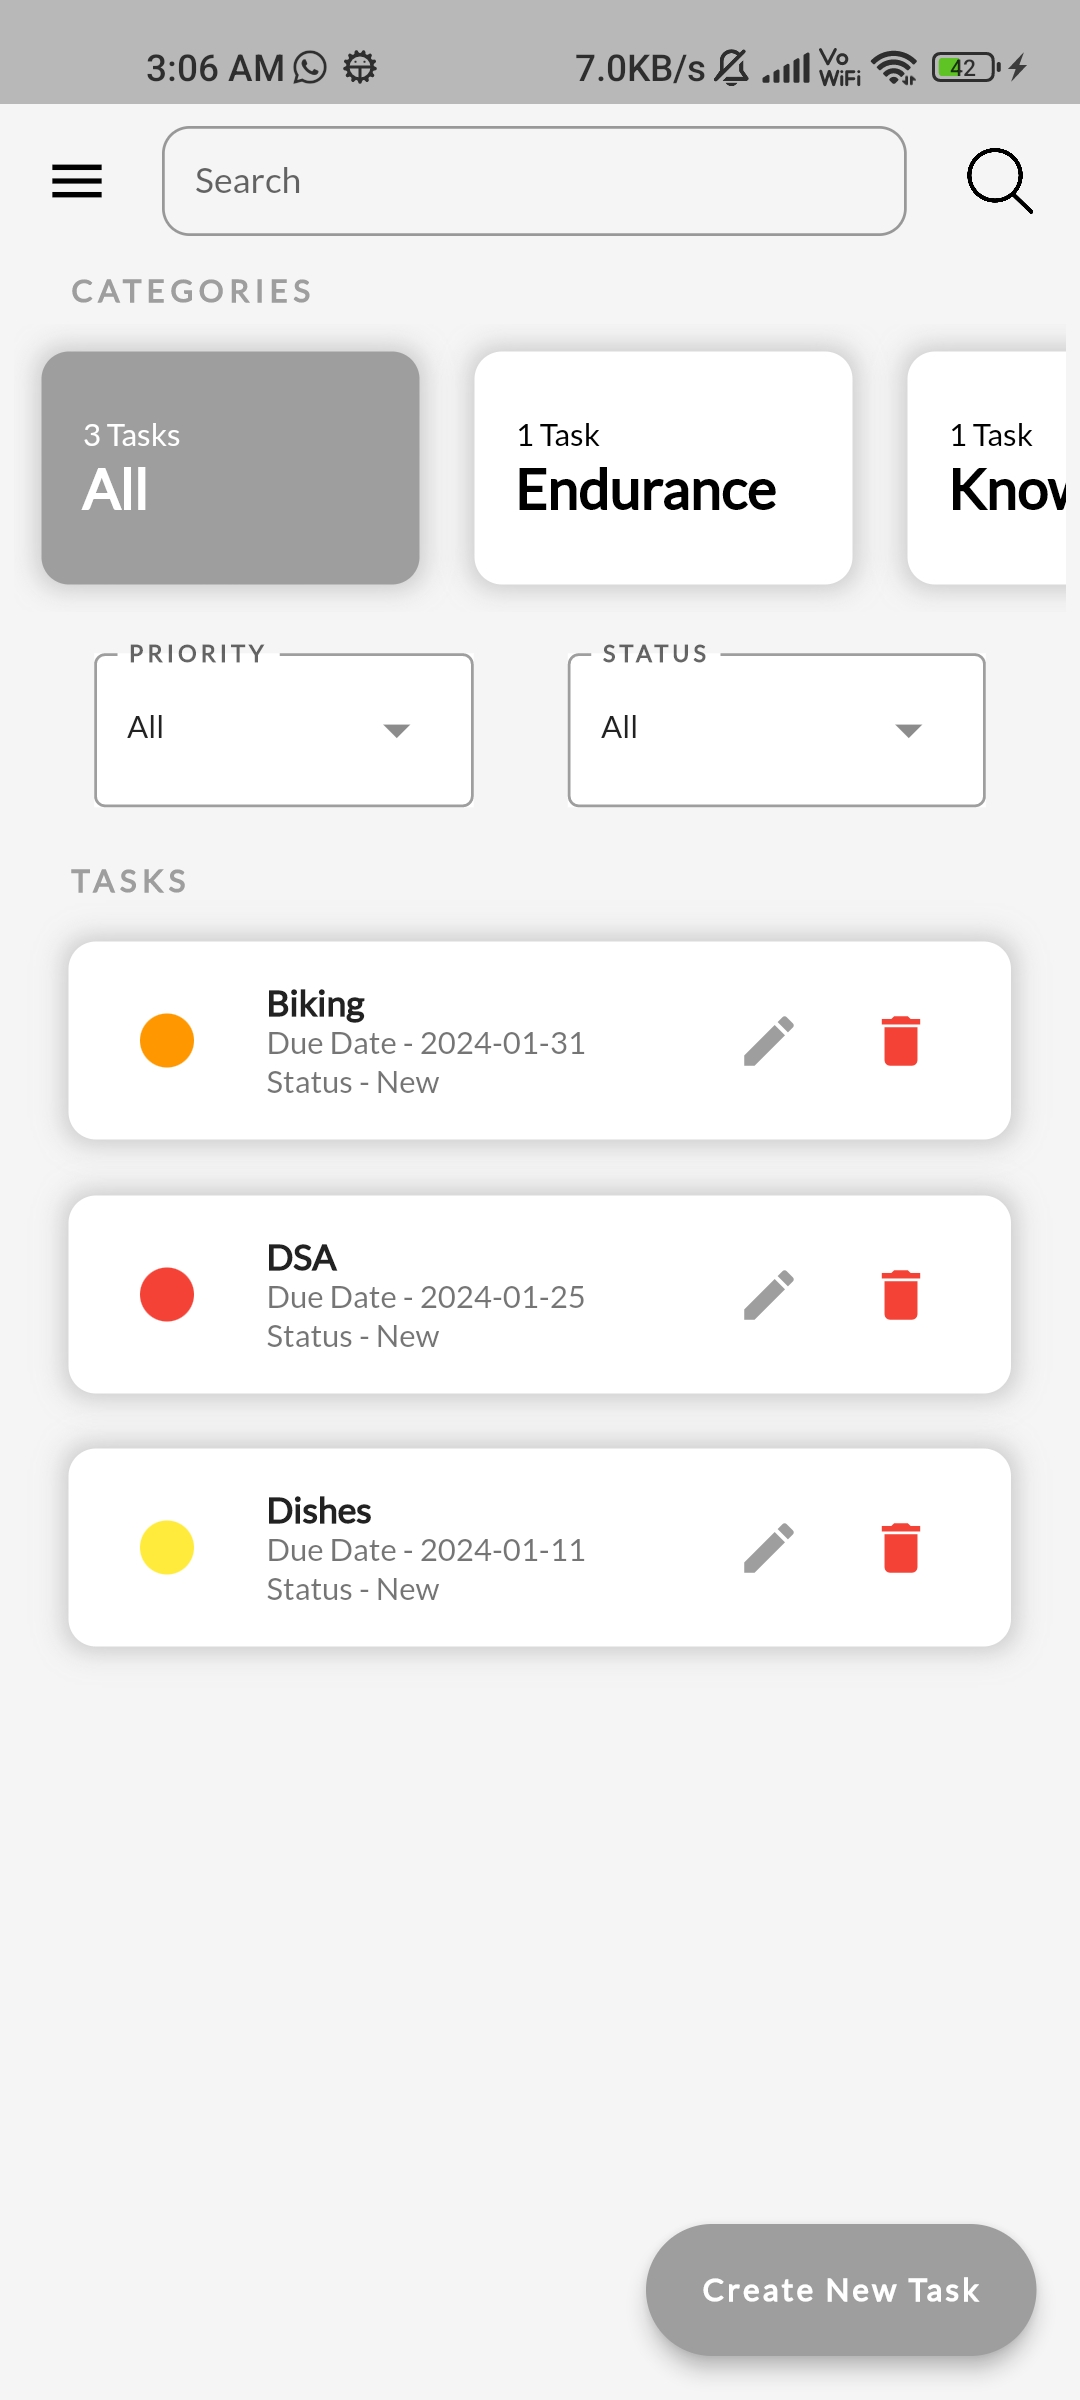 3:06 AM 7.0KB/s Vo WiFi 42
Search
CATEGORIES
3 Tasks
All
1 Task
Endurance
1 Task
Know
PRIORITY
All
STATUS
All
TASKS
Biking
Due Date - 2024-01-31
Status - New
DSA
Due Date - 2024-01-25
Status - New
Dishes
Due Date - 2024-01-11
Status - New
Create New Task